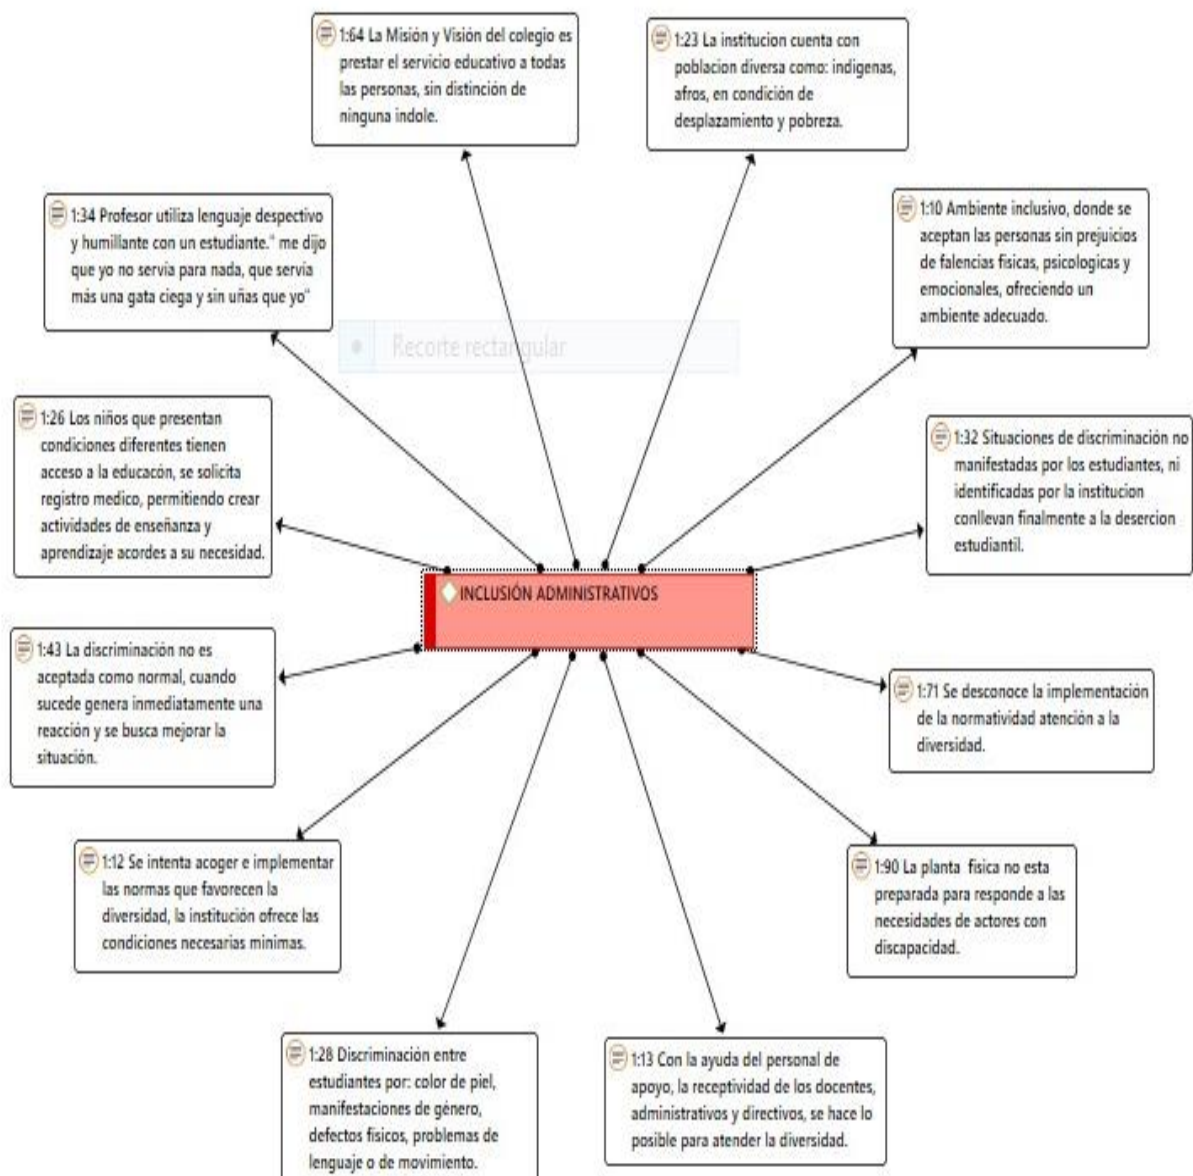 1:64 La Misión y Visión del colegio es
prestar el servicio educativo a todas
las personas, sin distinción de
ninguna indole.
1:23 La institucion cuenta con
poblacion diversa como: indigenas,
afros, en condición de
desplazamiento y pobreza.
1:34 Profesor utiliza lenguaje despectivo
y humillante con un estudiante." me dijo
que yo no servía para nada, que servía
más una gata ciega y sin uñas que yo"
1:10 Ambiente inclusivo, donde se
aceptan las personas sin prejuicios
de falencias físicas, psicologicas y
emocionales, ofreciendo un
ambiente adecuado.
Recorte rectangular
1:26 Los niños que presentan
condiciones diferentes tienen
acceso a la educacón, se solicita
registro medico, permitiendo crear
actividades de enseñanza y
aprendizaje acordes a su necesidad.
1:32 Situaciones de discriminación no
manifestadas por los estudiantes, ni
identificadas por la institucion
conllevan finalmente a la desercion
estudiantil.
INCLUSIÓN ADMINISTRATIVOS
1:43 La discriminación no es
aceptada como normal, cuando
sucede genera inmediatamente una
reacción y se busca mejorar la
situación.
1:71 Se desconoce la implementación
de la normatividad atención a la
diversidad.
1:12 Se intenta acoger e implementar
las normas que favorecen la
diversidad, la institución ofrece las
condiciones necesarias minimas.
1:90 La planta física no esta
preparada para responde a las
necesidades de actores con
discapacidad.
1:28 Discriminación entre
estudiantes por: color de piel,
manifestaciones de género,
defectos físicos, problemas de
lenguaje o de movimiento.
1:13 Con la ayuda del personal de
apoyo, la receptividad de los docentes,
administrativos y directivos, se hace lo
posible para atender la diversidad.